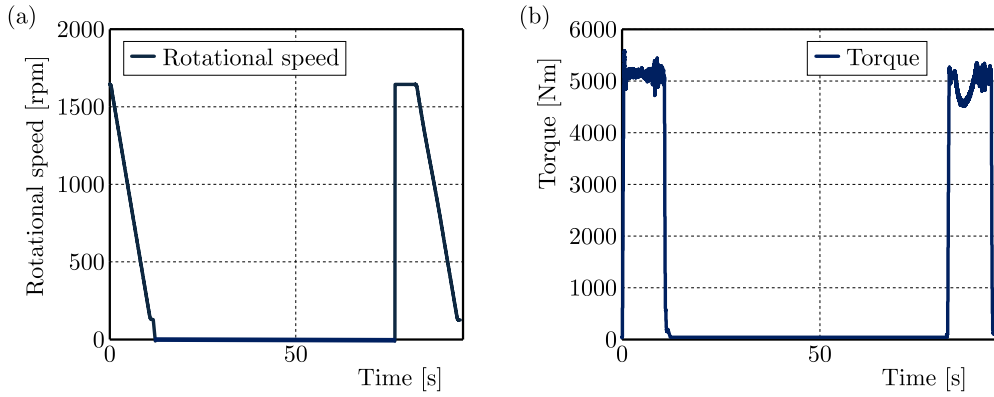 (a)
2000
1500
1000
500
0
Rotational speed [rpm]
Rotational speed
0 50
Time [s]
(b)
6000
5000
4000
3000
2000
1000
0
Torque [Nm]
Torque
0 50
Time [s]